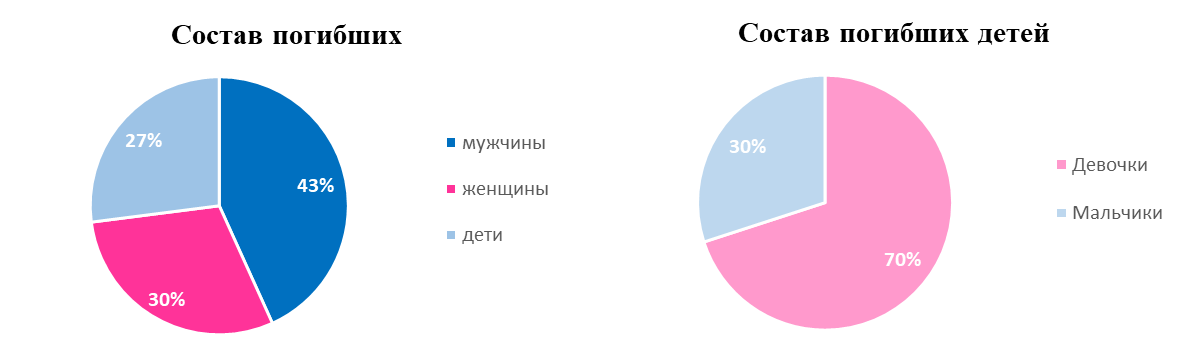 Состав погибших
27%
43%
30%
мужчины
женщины
дети
Состав погибших детей
30%
70%
Девочки
Мальчики